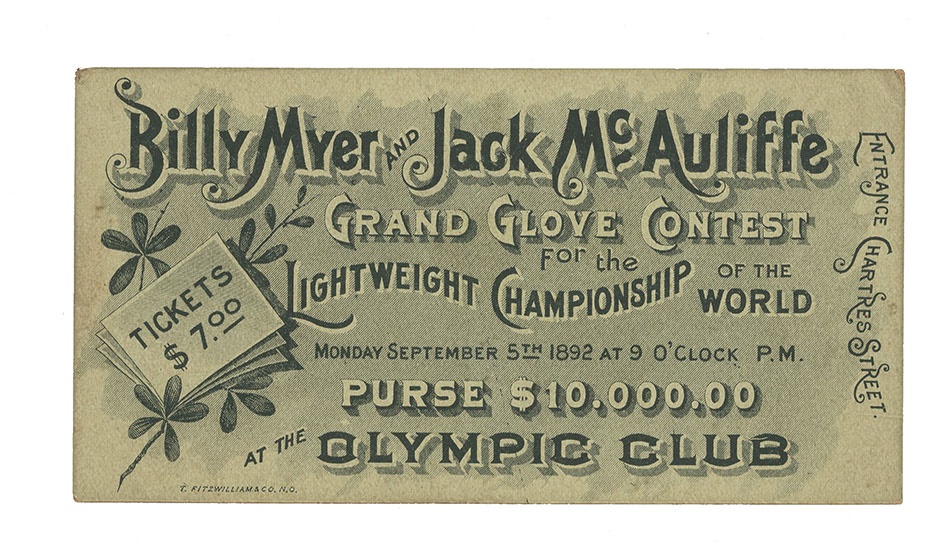 Billy Myer AND Jack McAuliffe
GRAND GLOVE CONTEST
For the
LIGHTWEIGHT CHAMPIONSHIP OF THE WORLD
MONDAY SEPTEMBER 5TH 1892 AT 9 O'CLOCK P.M.
PURSE $10.000.00
AT THE OLYMPIC CLUB
TICKETS
$7.00
T. FITZWILLIAM & CO. N.O.
ENTRANCE CHARTRES STREET.